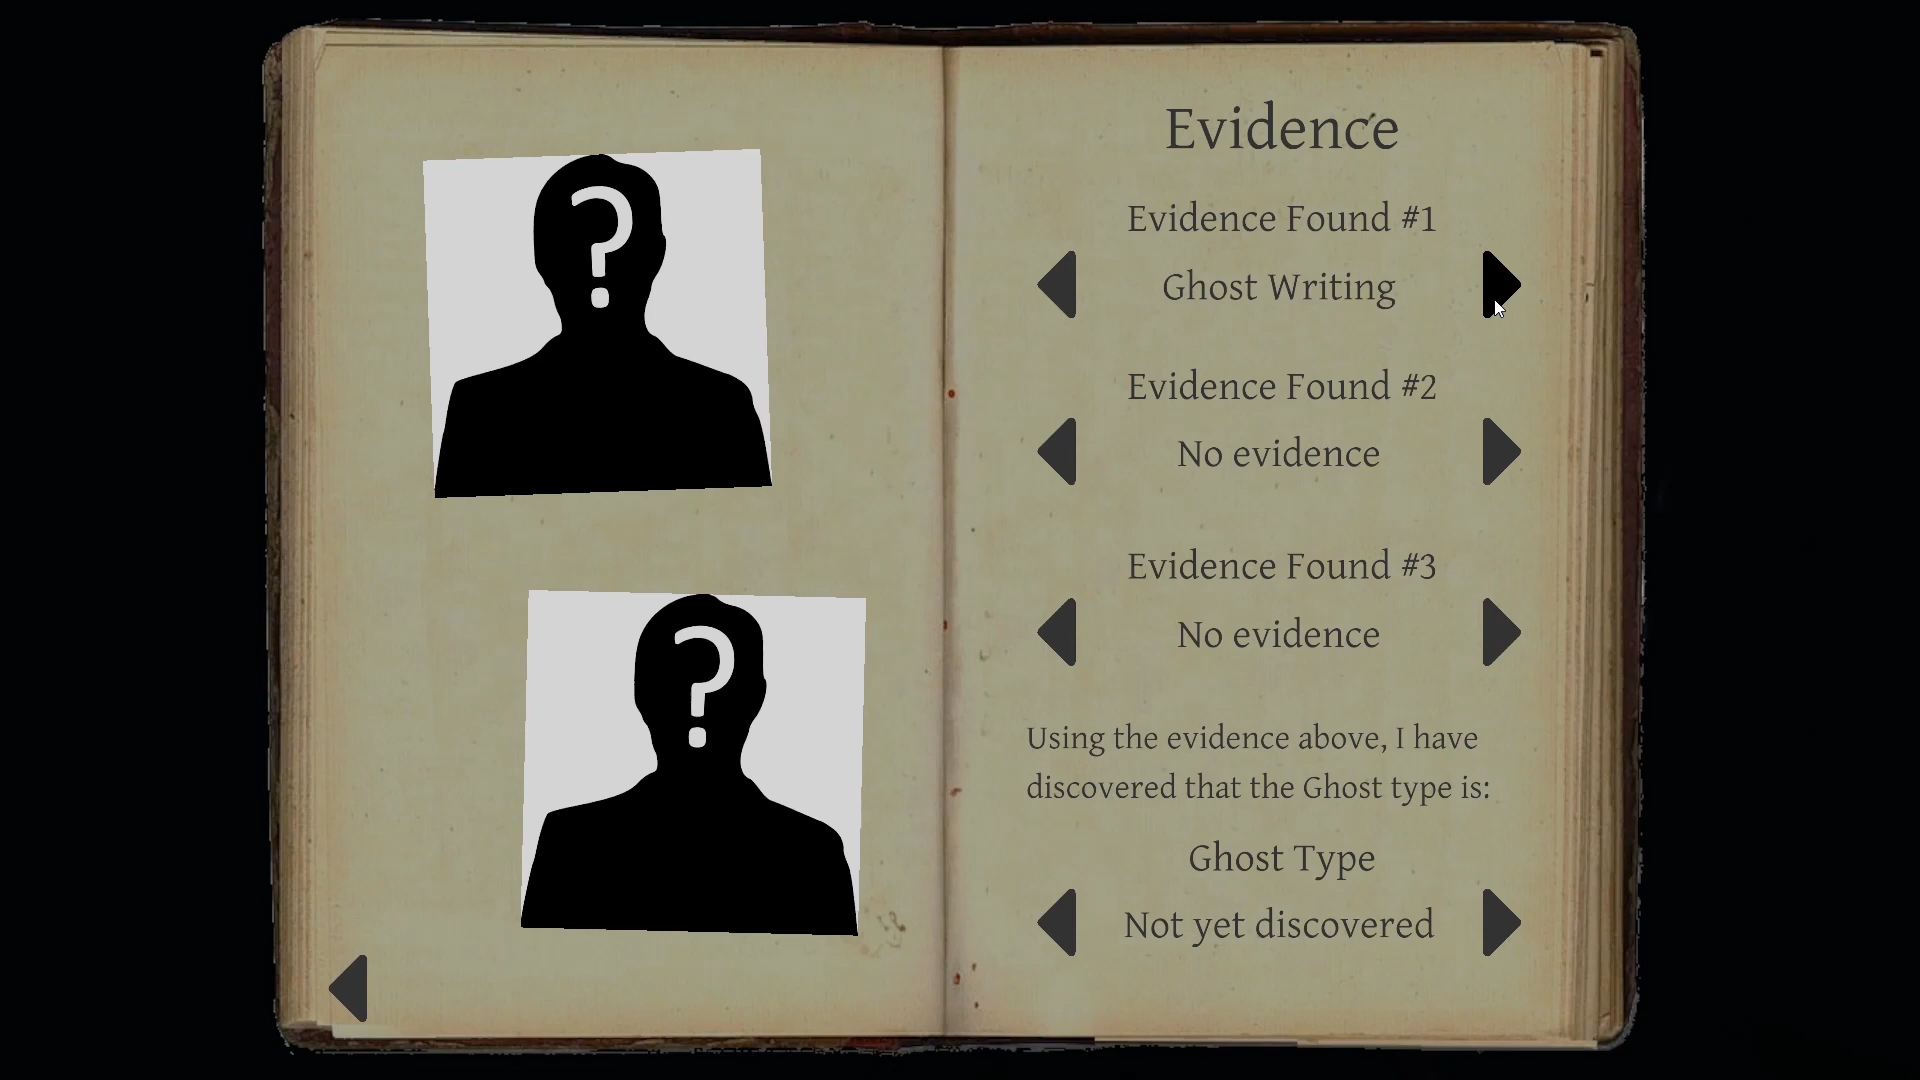 Evidence
Evidence Found #1
Ghost Writing
Evidence Found #2
No evidence
Evidence Found #3
No evidence
Using the evidence above, I have
discovered that the Ghost type is:
Ghost Type
Not yet discovered